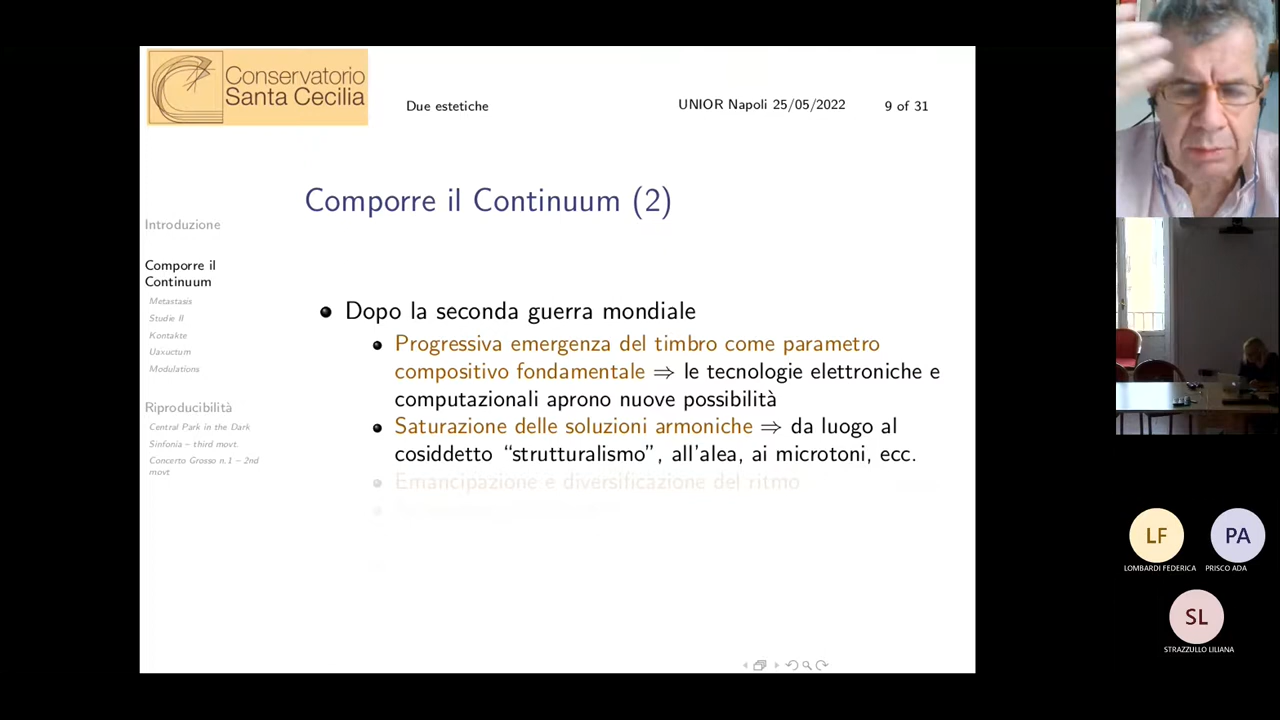 Conservatorio
Santa Cecilia
Due estetiche
UNIOR Napoli 25/05/2022
9 of 31
Comporre il Continuum (2)
Introduzione
Comporre il
Continuum
Metastasis
Studie II
Kontakte
Uaxuctum
Modulations
Riproducibilità
Central Park in the Dark
Sinfonia – third movt.
Concerto Grosso n.1 – 2nd
movt
Dopo la seconda guerra mondiale
Progressiva emergenza del timbro come parametro
compositivo fondamentale ⇒ le tecnologie elettroniche e
computazionali aprono nuove possibilità
Saturazione delle soluzioni armoniche ⇒ da luogo al
cosiddetto “strutturalismo”, all’alea, ai microtoni, ecc.
Emancipazione e diversificazione del ritmo
LF
LOMBARDI FEDERICA
PA
PRISCO ADA
SL
STRAZZULLO LILIANA